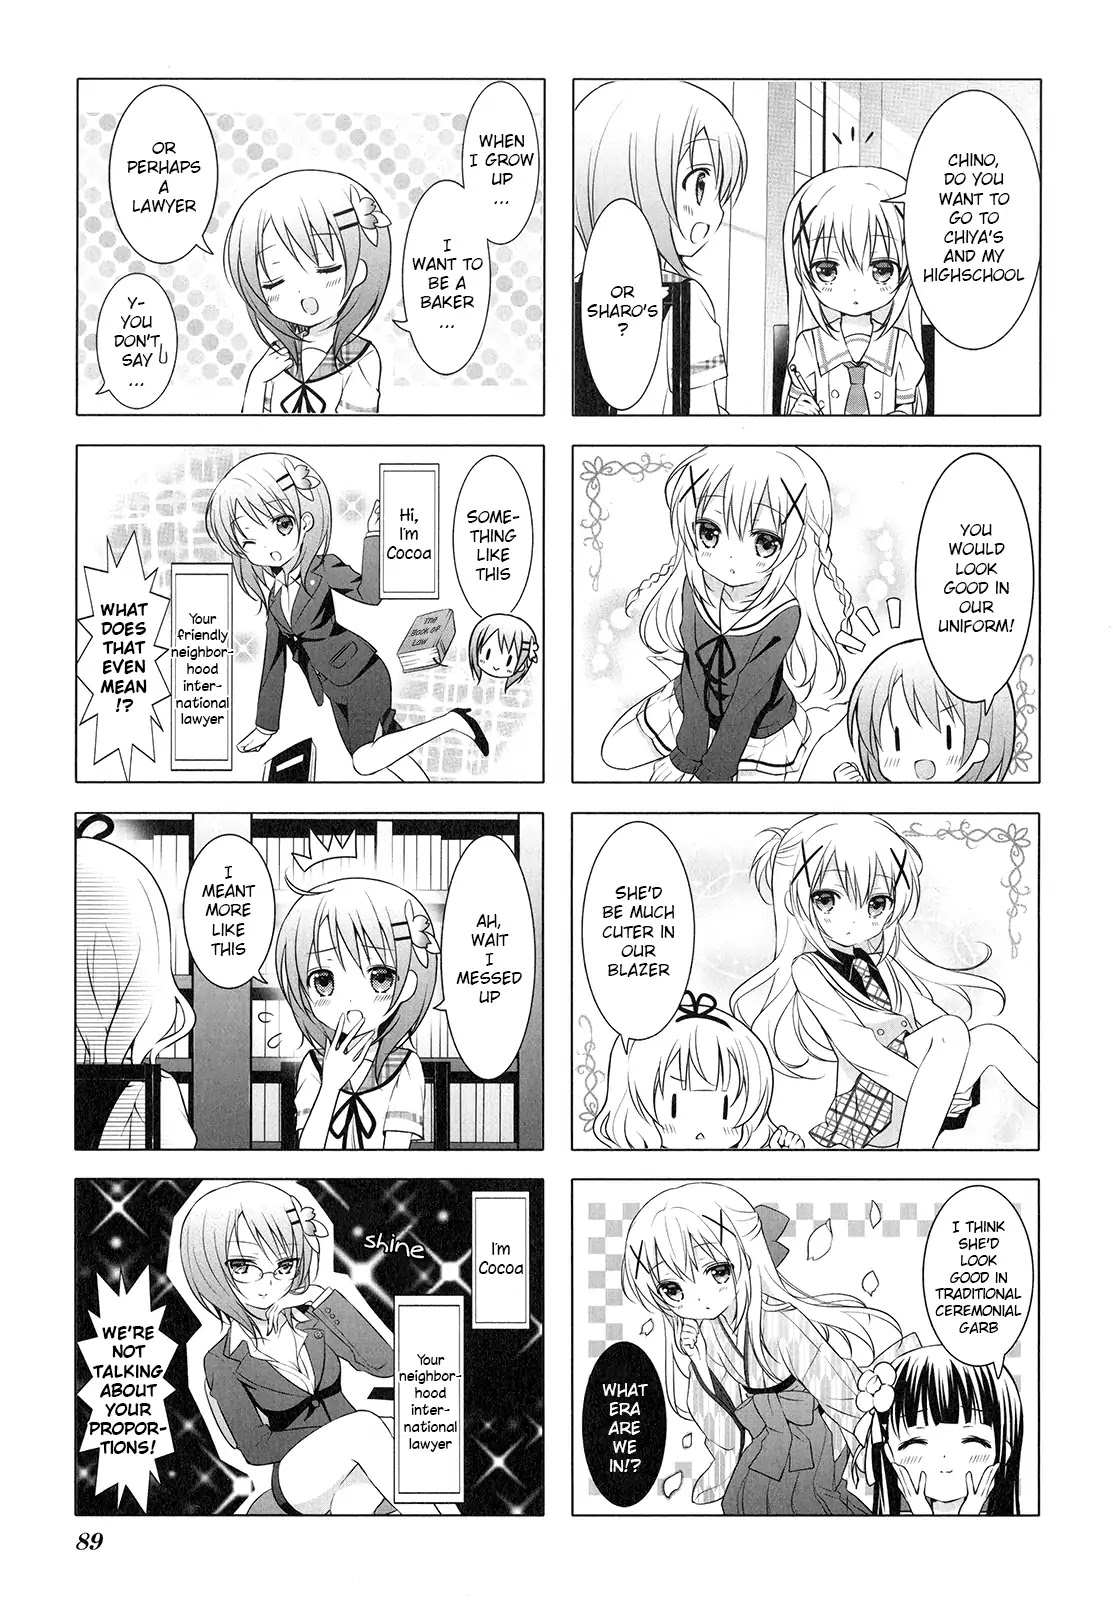 CHINO,
DO YOU
WANT TO
GO TO
CHIYA'S
AND MY
HIGHSCHOOL
OR
SHARO'S
?
YOU
WOULD
LOOK
GOOD IN
OUR
UNIFORM!
SHE'D
BE MUCH
CUTER IN
OUR
BLAZER
I THINK
SHE'D
LOOK
GOOD IN
TRADITIONAL
CEREMONIAL
GARB
WHAT
ERA
ARE
WE
IN!?
WHEN
I GROW
UP
...
I
WANT TO
BE A
BAKER
...
OR
PERHAPS
A
LAWYER
Y-
YOU
DON'T
SAY
...
SOME-
THING
LIKE
THIS
Hi,
I'm
Cocoa
The
Book of
Law
Your
friendly
neighbor-
hood
inter-
national
lawyer
WHAT
DOES
THAT
EVEN
MEAN
!?
AH,
WAIT
I
MESSED
UP
I
MEANT
MORE
LIKE
THIS
I'm
Cocoa
shine
Your
neighbor-
hood
inter-
national
lawyer
WE'RE
NOT
TALKING
ABOUT
YOUR
PROPOR-
TIONS!
89